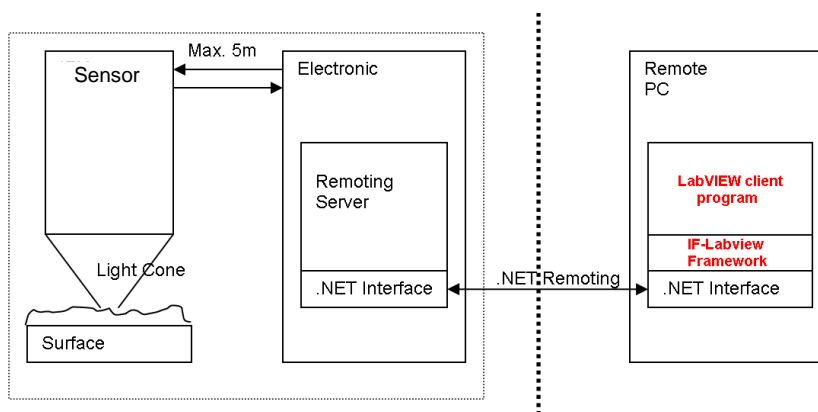 Max. 5m
Sensor
Electronic
Remote
PC
Remoting
Server
LabVIEW client
program
IF-Labview
Framework
Light Cone
.NET Interface
.NET Remoting
.NET Interface
Surface